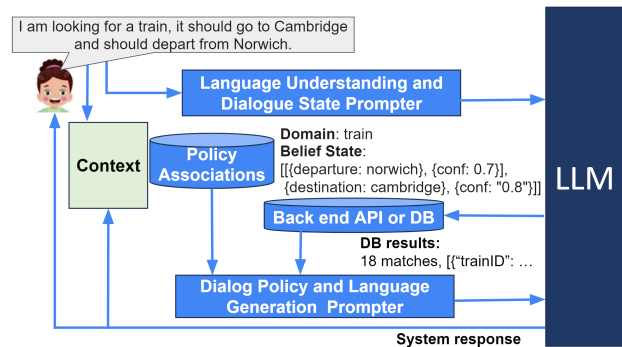 I am looking for a train, it should go to Cambridge
and should depart from Norwich.
Language Understanding and
Dialogue State Prompter
Context
Policy
Associations
Domain: train
Belief State:
[[{departure: norwich}, {conf: 0.7}],
{destination: cambridge}, {conf: "0.8"}]]
LLM
Back end API or DB
DB results:
18 matches, [{“trainID”: …
Dialog Policy and Language
Generation Prompter
System response